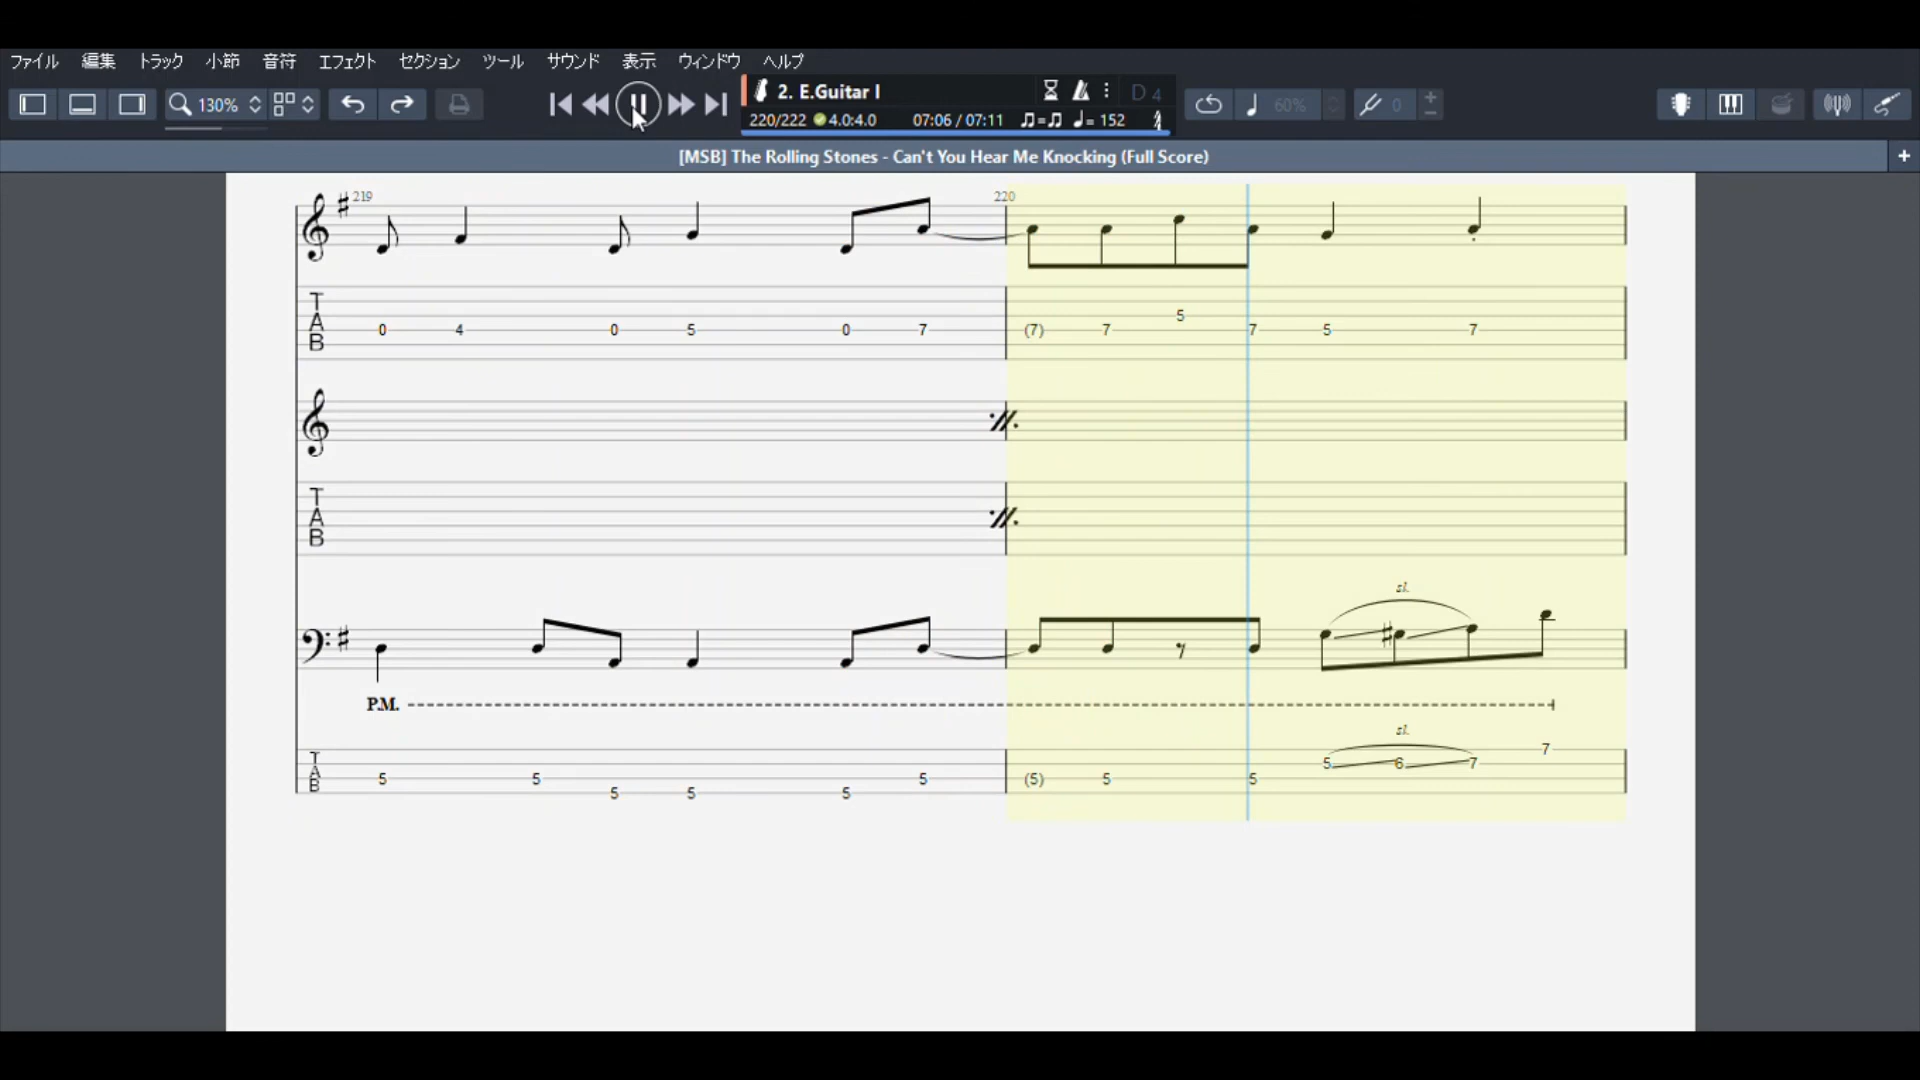 ファイル 編集 トラック 小節 音符 エフェクト セクション ツール サウンド 表示 ウィンドウ ヘルプ
130% 2. E.Guitar I D 4 60% 0
220/222 4.0:4.0 07:06 / 07:11 ♫=♫ ♩= 152
[MSB] The Rolling Stones - Can't You Hear Me Knocking (Full Score) +
219 220
T A B 0 4 0 5 0 7 (7) 7 5 7 5 7
T A B
sl.
P.M.
sl.
T A B 5 5 5 5 5 5 (5) 5 5 5 6 7 7